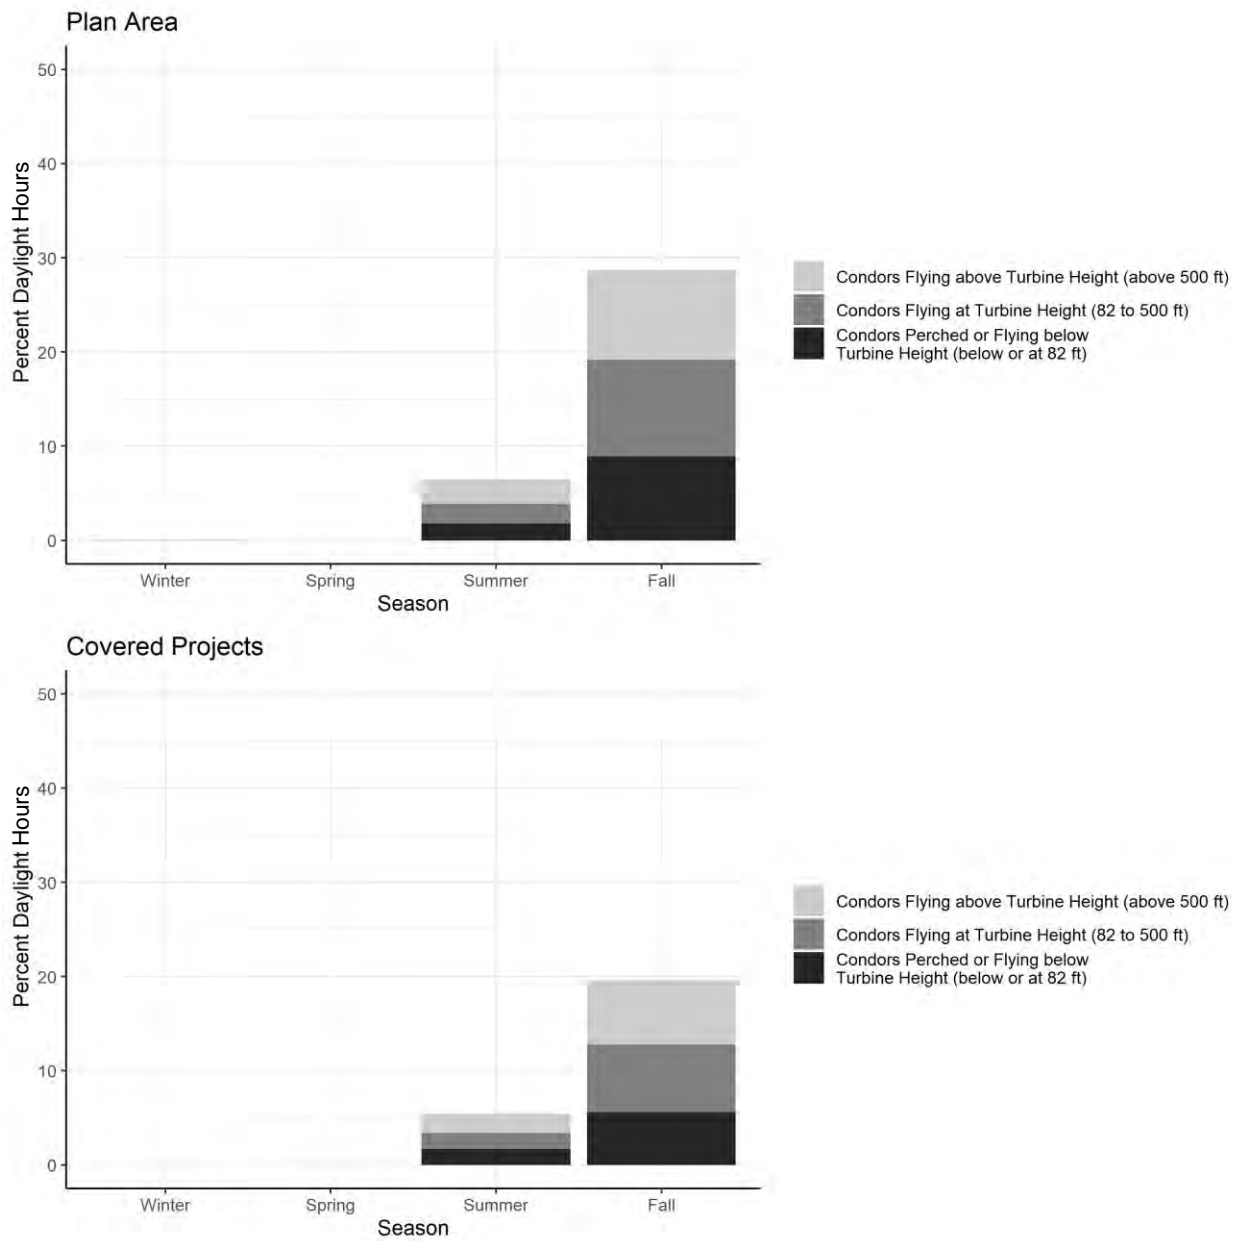 Plan Area
50
40
30
20
10
0
Percent Daylight Hours
Winter
Spring
Summer
Fall
Season
Condors Flying above Turbine Height (above 500 ft)
Condors Flying at Turbine Height (82 to 500 ft)
Condors Perched or Flying below
Turbine Height (below or at 82 ft)
Covered Projects
50
40
30
20
10
0
Percent Daylight Hours
Winter
Spring
Summer
Fall
Season
Condors Flying above Turbine Height (above 500 ft)
Condors Flying at Turbine Height (82 to 500 ft)
Condors Perched or Flying below
Turbine Height (below or at 82 ft)